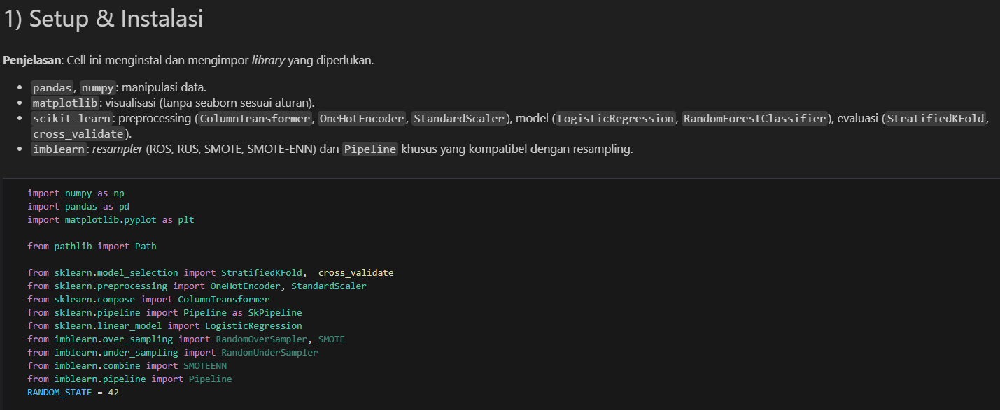 1) Setup & Instalasi
Penjelasan: Cell ini menginstal dan mengimpor library yang diperlukan.
• pandas, numpy: manipulasi data.
• matplotlib: visualisasi (tanpa seaborn sesuai aturan).
• scikit-learn: preprocessing (ColumnTransformer, OneHotEncoder, StandardScaler), model (LogisticRegression, RandomForestClassifier), evaluasi (StratifiedKFold,
cross_validate).
• imblearn: resampler (ROS, RUS, SMOTE, SMOTE-ENN) dan Pipeline khusus yang kompatibel dengan resampling.
import numpy as np
import pandas as pd
import matplotlib.pyplot as plt
from pathlib import Path
from sklearn.model_selection import StratifiedKFold,  cross_validate
from sklearn.preprocessing import OneHotEncoder, StandardScaler
from sklearn.compose import ColumnTransformer
from sklearn.pipeline import Pipeline as SkPipeline
from sklearn.linear_model import LogisticRegression
from imblearn.over_sampling import RandomOverSampler, SMOTE
from imblearn.under_sampling import RandomUnderSampler
from imblearn.combine import SMOTEENN
from imblearn.pipeline import Pipeline
RANDOM_STATE = 42